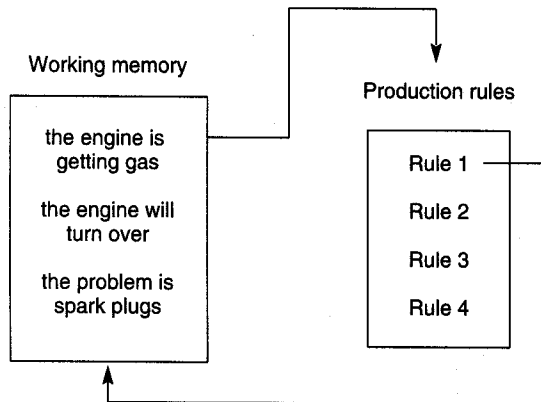 Working memory
the engine is
getting gas
the engine will
turn over
the problem is
spark plugs
Production rules
Rule 1
Rule 2
Rule 3
Rule 4